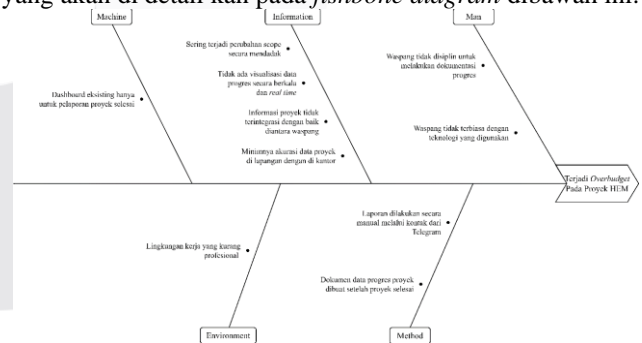 yang akan di detail kan pada fishbone diagram dibawah ini.
Machine
Information
Man
Dashboard eksisting hanya
untuk pelaporan proyek selesai
Sering terjadi perubahan scope
secara mendadak
Tidak ada visualisasi data
progres secara berkala
dan real time
Informasi proyek tidak
terintegrasi dengan baik
diantara waspang
Minimnya akurasi data proyek
di lapangan dengan di kantor
Waspang tidak disiplin untuk
melakukan dokumentasi
progres
Waspang tidak terbiasa dengan
teknologi yang digunakan
Terjadi Overbudget
Pada Proyek HEM
Lingkungan kerja yang kurang
profesional
Laporan dilakukan secara
manual melalui kontak dari
Telegram
Dokumen data progres proyek
dibuat setelah proyek selesai
Environment
Method